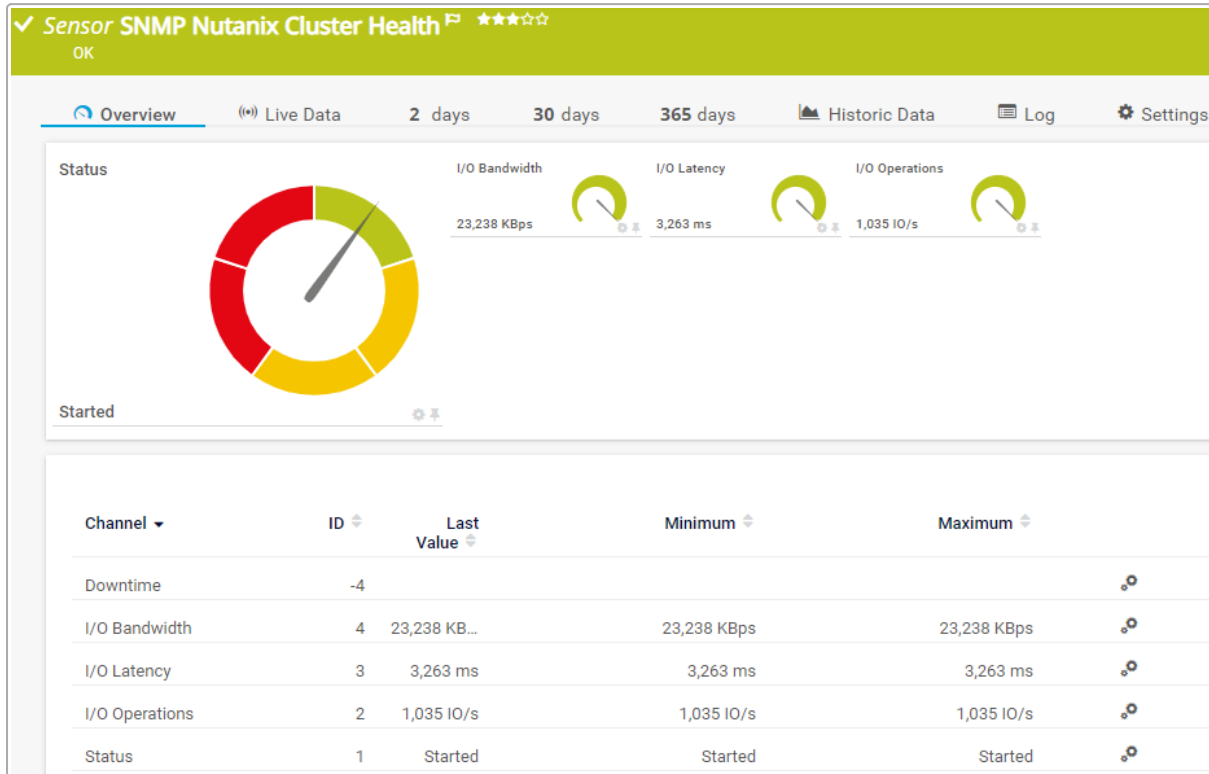 Sensor SNMP Nutanix Cluster Health
OK
Overview Live Data 2 days 30 days 365 days Historic Data Log Settings
Status
I/O Bandwidth I/O Latency I/O Operations
23,238 KBps 3,263 ms 1,035 IO/s
Started
Channel ID Last Value Minimum Maximum
Downtime -4
I/O Bandwidth 4 23,238 KB... 23,238 KBps 23,238 KBps
I/O Latency 3 3,263 ms 3,263 ms 3,263 ms
I/O Operations 2 1,035 IO/s 1,035 IO/s 1,035 IO/s
Status 1 Started Started Started